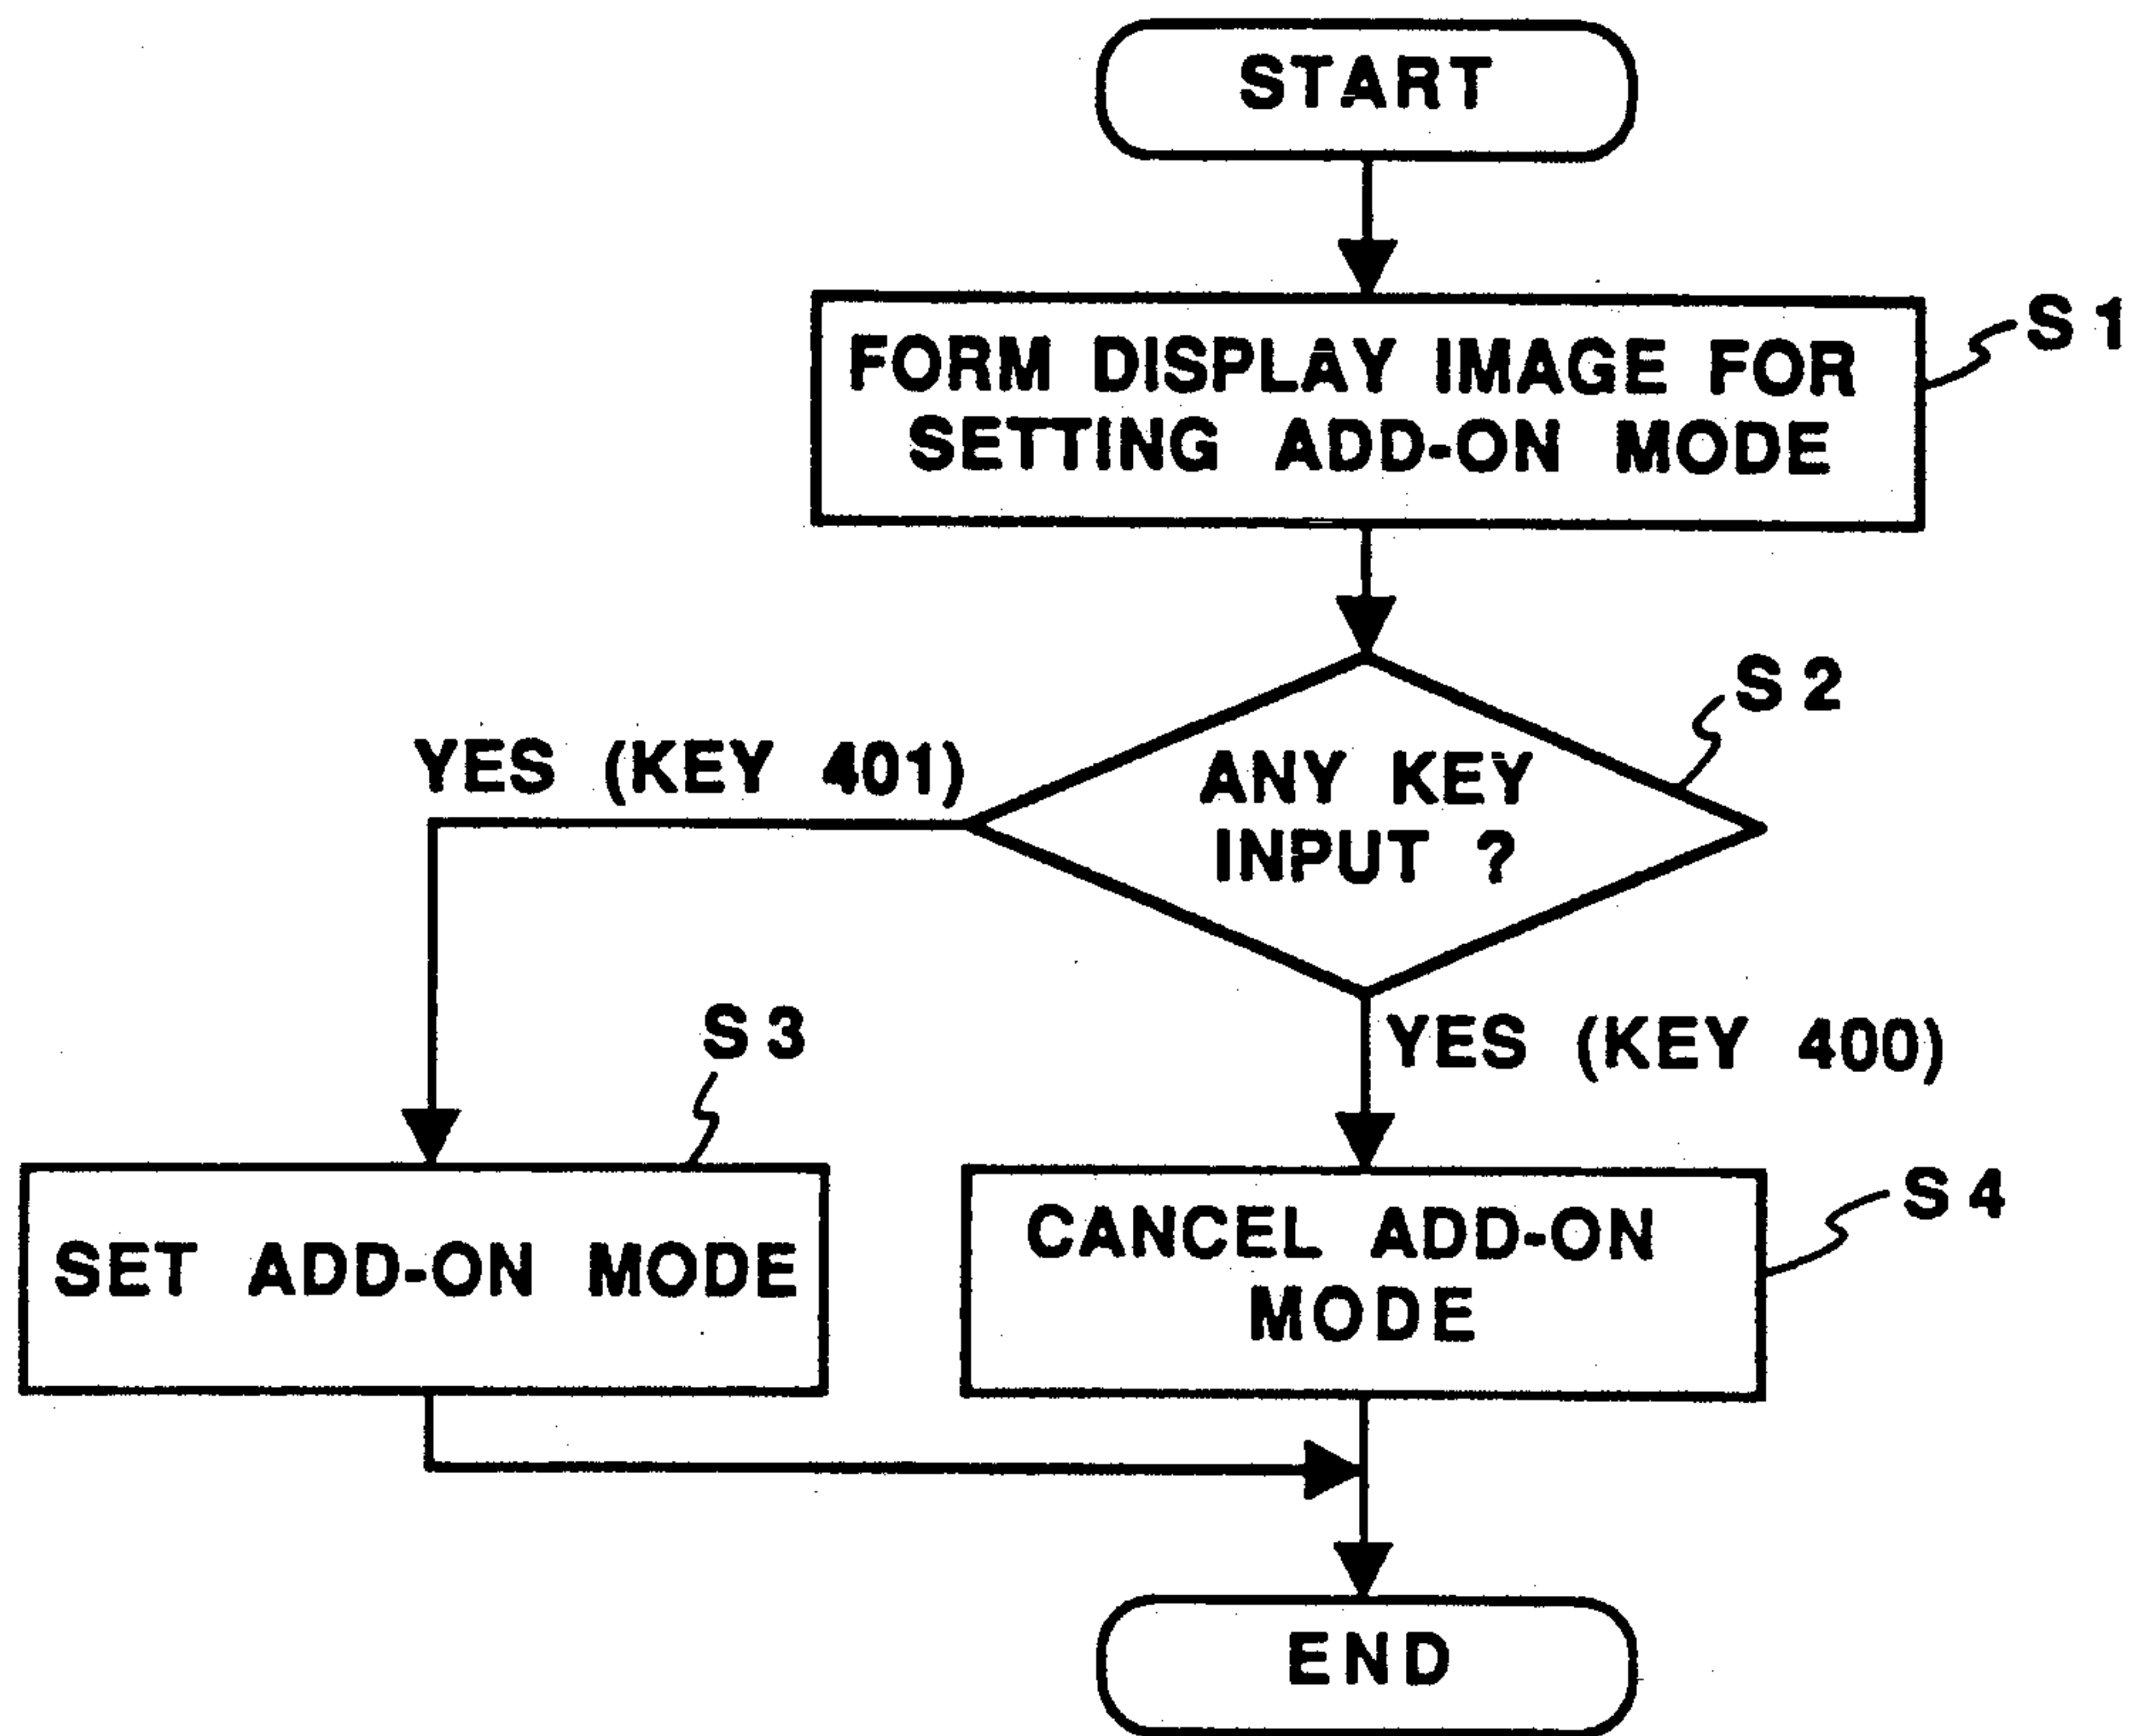 START
FORM DISPLAY IMAGE FOR
SETTING ADD-ON MODE
S1
ANY KEY
INPUT ?
S2
YES (KEY 401)
YES (KEY 400)
S3
SET ADD-ON MODE
CANCEL ADD-ON
MODE
S4
END